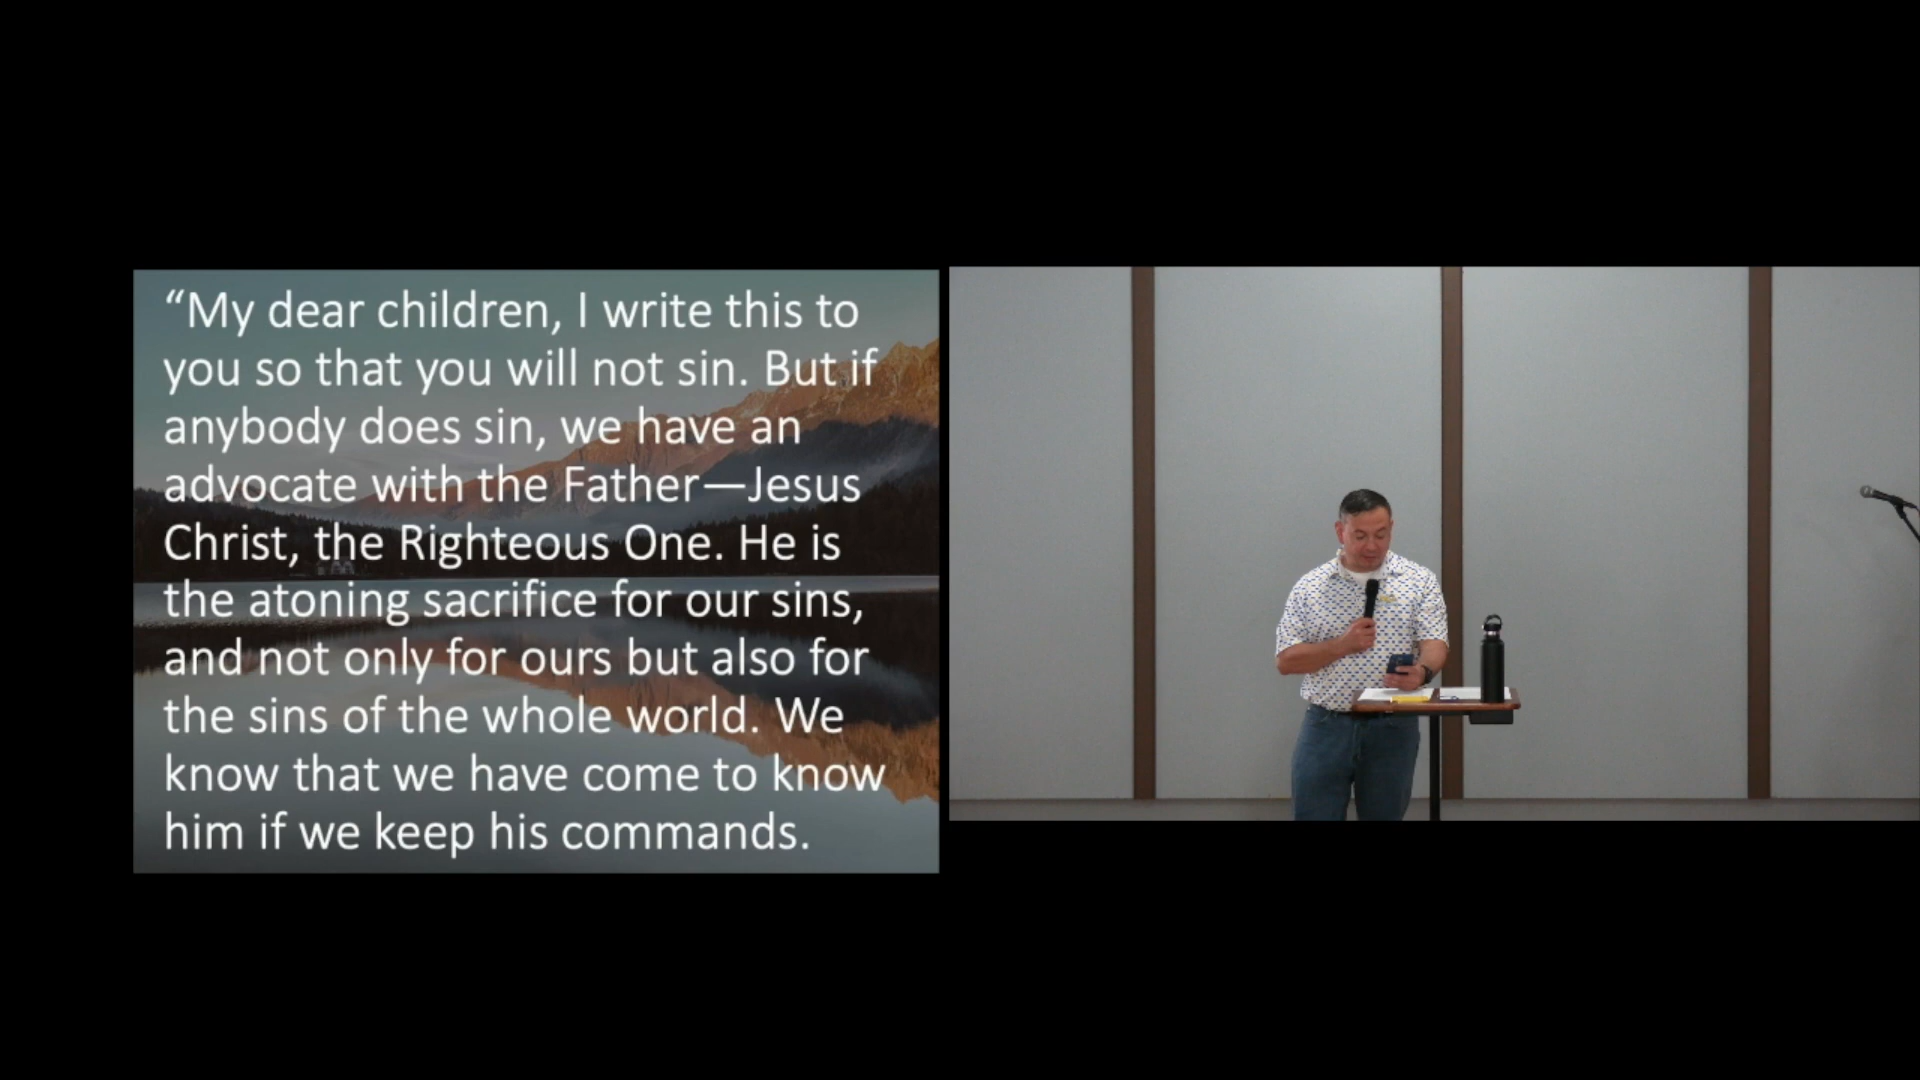 “My dear children, I write this to
you so that you will not sin. But if
anybody does sin, we have an
advocate with the Father—Jesus
Christ, the Righteous One. He is
the atoning sacrifice for our sins,
and not only for ours but also for
the sins of the whole world. We
know that we have come to know
him if we keep his commands.